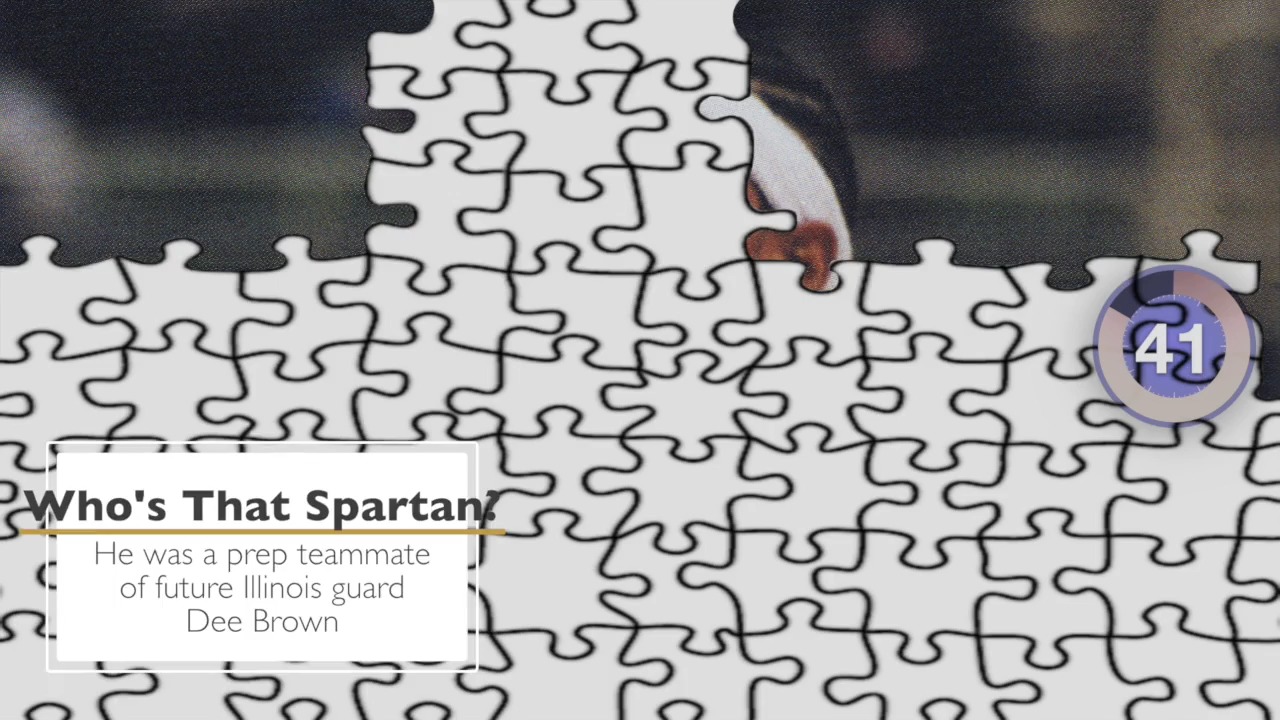 41
Who's That Spartan?
He was a prep teammate
of future Illinois guard
Dee Brown